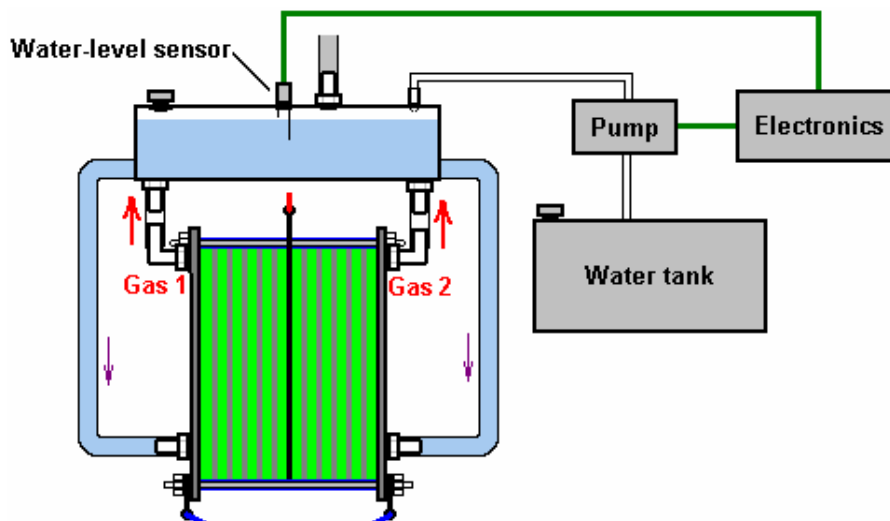 Water-level sensor
Pump
Electronics
Gas 1
Gas 2
Water tank